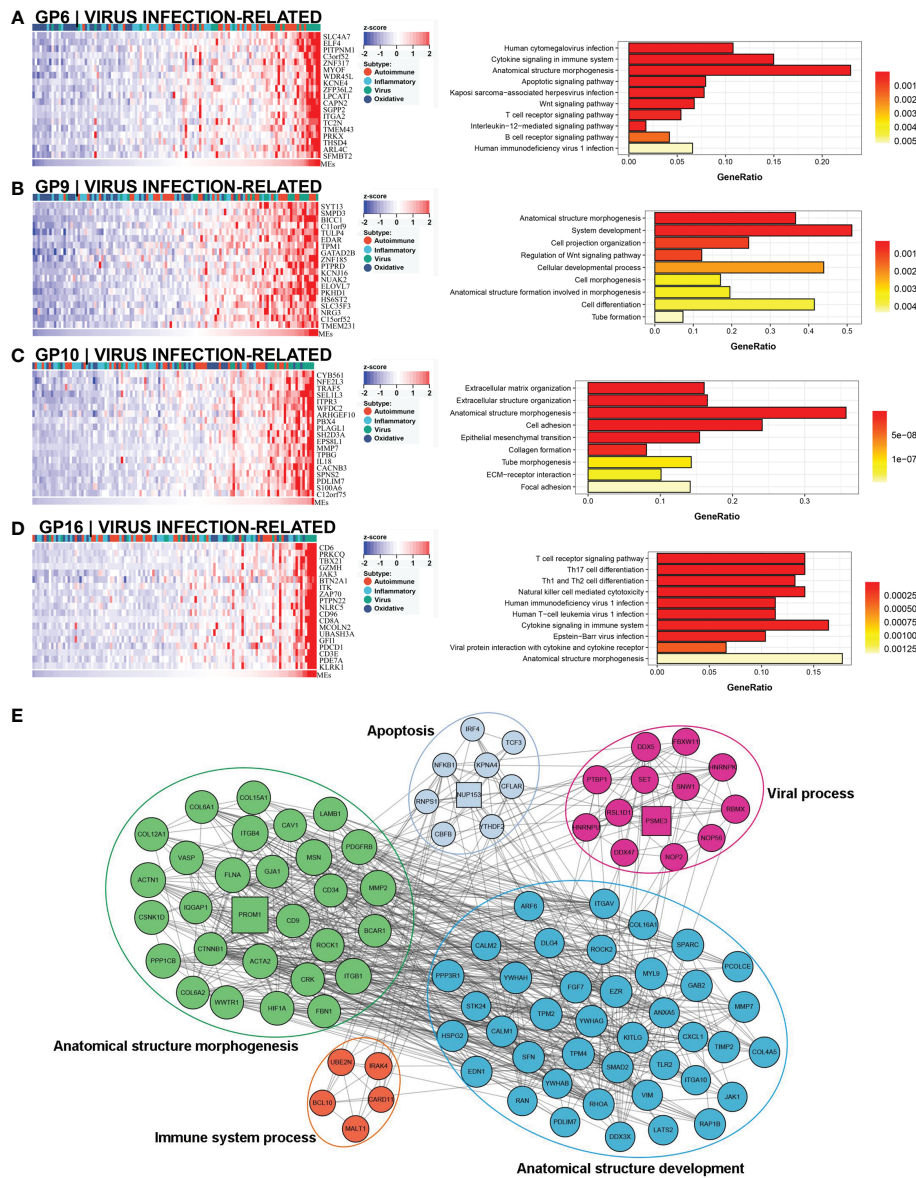 A
GP6 | VIRUS INFECTION-RELATED
SLC4A7
ELF4
PITPNM1
C3orf52
ZNF317
MYOF
WDR45L
KCNE4
ZFP36L2
LPCAT1
CAPN2
SGPP2
ITGA2
TC2N
TMEM43
PRKX
THSD4
ARL4C
SFMBT2
MEs
z-score
-2 -1 0 1 2
Subtype:
Autoimmune
Inflammatory
Virus
Oxidative
Human cytomegalovirus infection
Cytokine signaling in immune system
Anatomical structure morphogenesis
Apoptotic signaling pathway
Kaposi sarcoma-associated herpesvirus infection
Wnt signaling pathway
T cell receptor signaling pathway
Interleukin-12-mediated signaling pathway
B cell receptor signaling pathway
Human immunodeficiency virus 1 infection
0.00 0.05 0.10 0.15 0.20
GeneRatio
0.001
0.002
0.003
0.004
0.005
B
GP9 | VIRUS INFECTION-RELATED
SYT13
SMPD3
BICC1
C11orf9
TULP4
EDAR
TPM1
GATAD2B
ZNF185
PTPRD
KCNJ16
NUAK2
ELOVL7
PKHD1
HS6ST2
SLC35F3
NRG3
C15orf52
TMEM231
MEs
z-score
-2 -1 0 1 2
Subtype:
Autoimmune
Inflammatory
Virus
Oxidative
Anatomical structure morphogenesis
System development
Cell projection organization
Regulation of Wnt signaling pathway
Cellular developmental process
Cell morphogenesis
Anatomical structure formation involved in morphogenesis
Cell differentiation
Tube formation
0.0 0.1 0.2 0.3 0.4 0.5
GeneRatio
0.001
0.002
0.003
0.004
C
GP10 | VIRUS INFECTION-RELATED
CYB561
NFE2L3
TRAF5
SEL1L3
ITPR3
WFDC2
ARHGEF10
PBX4
PLAGL1
SH2D3A
EPS8L1
MMP7
TPBG
IL18
CACNB3
SPNS2
PDLIM7
S100A6
C12orf75
MEs
z-score
-2 -1 0 1 2
Subtype:
Autoimmune
Inflammatory
Virus
Oxidative
Extracellular matrix organization
Extracellular structure organization
Anatomical structure morphogenesis
Cell adhesion
Epithelial mesenchymal transition
Collagen formation
Tube morphogenesis
ECM-receptor interaction
Focal adhesion
0.0 0.1 0.2 0.3
GeneRatio
5e-08
1e-07
D
GP16 | VIRUS INFECTION-RELATED
CD6
PRKCQ
TBX21
GZMH
JAK3
BTN2A1
ITK
ZAP70
PTPN22
NLRC5
CD96
CD8A
MCOLN2
UBASH3A
GFI1
PDCD1
CD3E
PDE7A
KLRK1
MEs
z-score
-2 -1 0 1 2
Subtype:
Autoimmune
Inflammatory
Virus
Oxidative
T cell receptor signaling pathway
Th17 cell differentiation
Th1 and Th2 cell differentiation
Natural killer cell mediated cytotoxicity
Human immunodeficiency virus 1 infection
Human T-cell leukemia virus 1 infection
Cytokine signaling in immune system
Epstein-Barr virus infection
Viral protein interaction with cytokine and cytokine receptor
Anatomical structure morphogenesis
0.00 0.05 0.10 0.15
GeneRatio
0.00025
0.00050
0.00075
0.00100
0.00125
E
Apoptosis
IRF4
TCF3
NFKB1
KPNA4
NUP153
CFLAR
RNPS1
CBFB
YTHDF2
Viral process
DDX5
FBXW11
PTBP1
SET
HNRNPK
SNW1
RSL1D1
RBMX
HNRNPU
PSME3
NOP56
DDX47
NOP2
COL15A1
COL6A1
LAMB1
CAV1
COL12A1
ITGB4
PDGFRB
VASP
MSN
FLNA
GJA1
MMP2
ACTN1
CD34
IQGAP1
PROM1
CSNK1D
CD9
BCAR1
CTNNB1
ROCK1
PPP1CB
ACTA2
CRK
ITGB1
COL6A2
WWTR1
HIF1A
FBN1
Anatomical structure morphogenesis
UBE2N
IRAK4
BCL10
CARD11
MALT1
Immune system process
ARF6
ITGAV
COL16A1
CALM2
DLG4
ROCK2
SPARC
PPP3R1
YWHAH
MYL9
PCOLCE
FGF7
EZR
GAB2
STK24
TPM2
ANXA5
MMP7
YWHAG
HSPG2
CALM1
KITLG
CXCL1
TIMP2
SFN
TPM4
COL4A5
EDN1
SMAD2
TLR2
ITGA10
YWHAB
RAN
RHOA
VIM
JAK1
PDLIM7
DDX3X
LATS2
RAP1B
Anatomical structure development